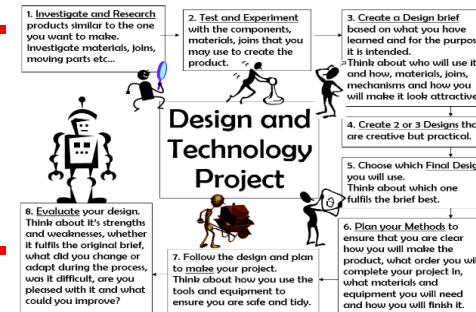 1. Investigate and Research
products similar to the one
you want to make.
Investigate materials, joins,
moving parts etc...
2. Test and Experiment
with the components,
materials, joins that you
may use to create the
product.
3. Create a Design brief
based on what you have
learned and for the purpos
it is intended.
Think about who will use it
and how, materials, joins,
mechanisms and how you
will make it look attractive
Design and
Technology
Project
4. Create 2 or 3 Designs tha
are creative but practical.
5. Choose which Final Desig
you will use.
Think about which one
fulfils the brief best.
6. Plan your Methods to
ensure that you are clear
how you will make the
product, what order you wil
complete your project in,
what materials and
equipment you will need
and how you will finish it.
7. Follow the design and plan
to make your project.
Think about how you use the
tools and equipment to
ensure you are safe and tidy.
8. Evaluate your design.
Think about it's strengths
and weaknesses, whether
it fulfils the original brief,
what did you change or
adapt during the process,
was it difficult, are you
pleased with it and what
could you improve?